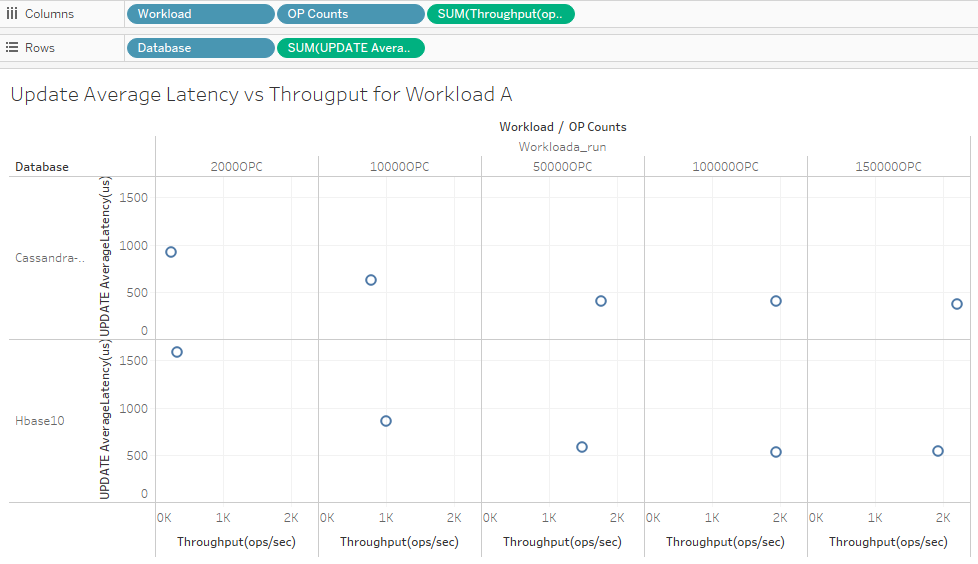 Columns Workload OP Counts SUM(Throughput(op..
Rows Database SUM(UPDATE Avera..
Update Average Latency vs Througput for Workload A
Workload / OP Counts
Workloada_run
Database 2000OPC 10000OPC 500000OPC 100000OPC 150000OPC
Cassandra-..
UPDATE AverageLatency(us)
1500
1000
500
0
Hbase10
UPDATE AverageLatency(us)
1500
1000
500
0
0K 1K 2K 0K 1K 2K 0K 1K 2K 0K 1K 2K 0K 1K 2K
Throughput(ops/sec) Throughput(ops/sec) Throughput(ops/sec) Throughput(ops/sec) Throughput(ops/sec)